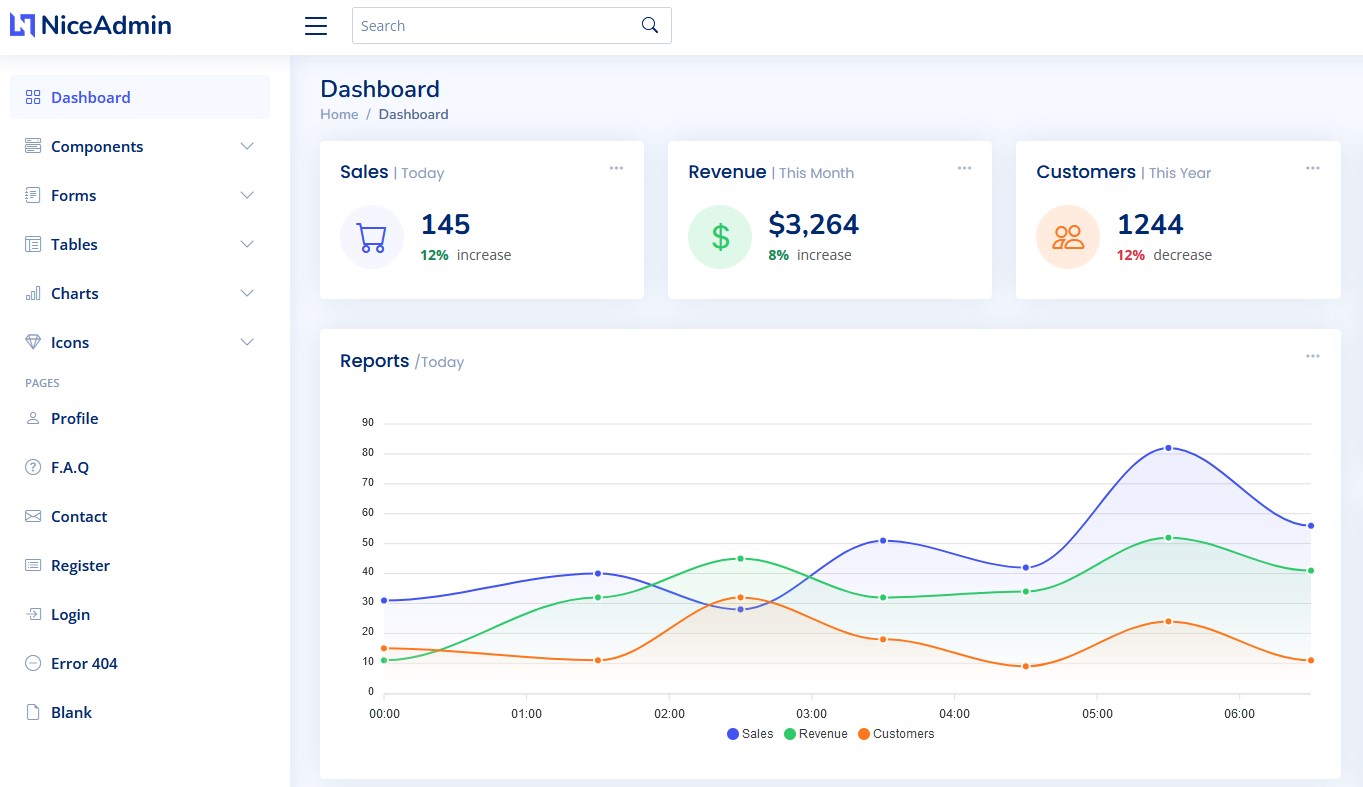 NiceAdmin
Search
Dashboard
Components
Forms
Tables
Charts
Icons
PAGES
Profile
F.A.Q
Contact
Register
Login
Error 404
Blank
Dashboard
Home / Dashboard
Sales | Today
145
12% increase
Revenue | This Month
$
$3,264
8% increase
Customers | This Year
1244
12% decrease
Reports /Today
90
80
70
60
50
40
30
20
10
0
00:00 01:00 02:00 03:00 04:00 05:00 06:00
Sales Revenue Customers